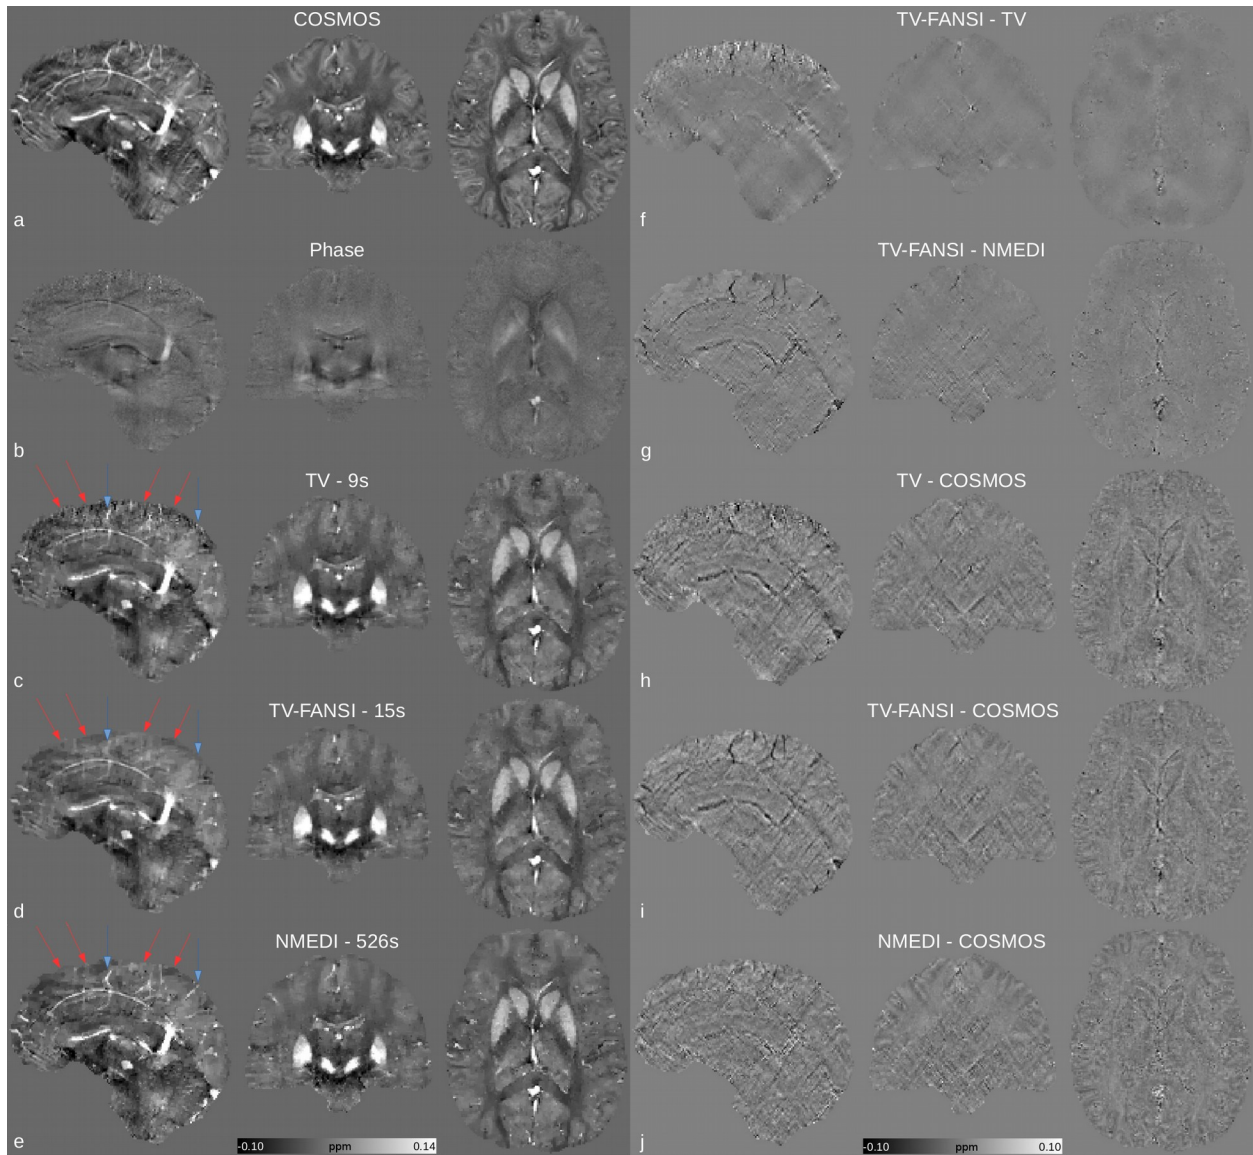 COSMOS
a
Phase
b
TV - 9s
c
TV-FANSI - 15s
d
NMEDI - 526s
e
-0.10 ppm 0.14
TV-FANSI - TV
f
TV-FANSI - NMEDI
g
TV - COSMOS
h
TV-FANSI - COSMOS
i
NMEDI - COSMOS
j
-0.10 ppm 0.10